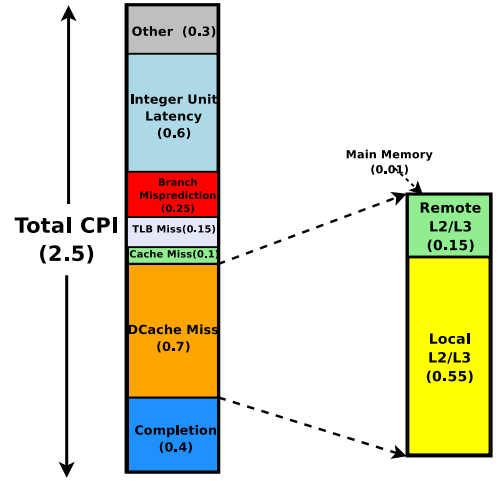 Other (0.3)
Integer Unit
Latency
(0.6)
Branch
Misprediction
(0.25)
TLB Miss(0.15)
Cache Miss(0.1
DCache Miss
(0.7)
Completion
(0.4)
Total CPI
(2.5)
Main Memory
(0.01)
Remote
L2/L3
(0.15)
Local
L2/L3
(0.55)